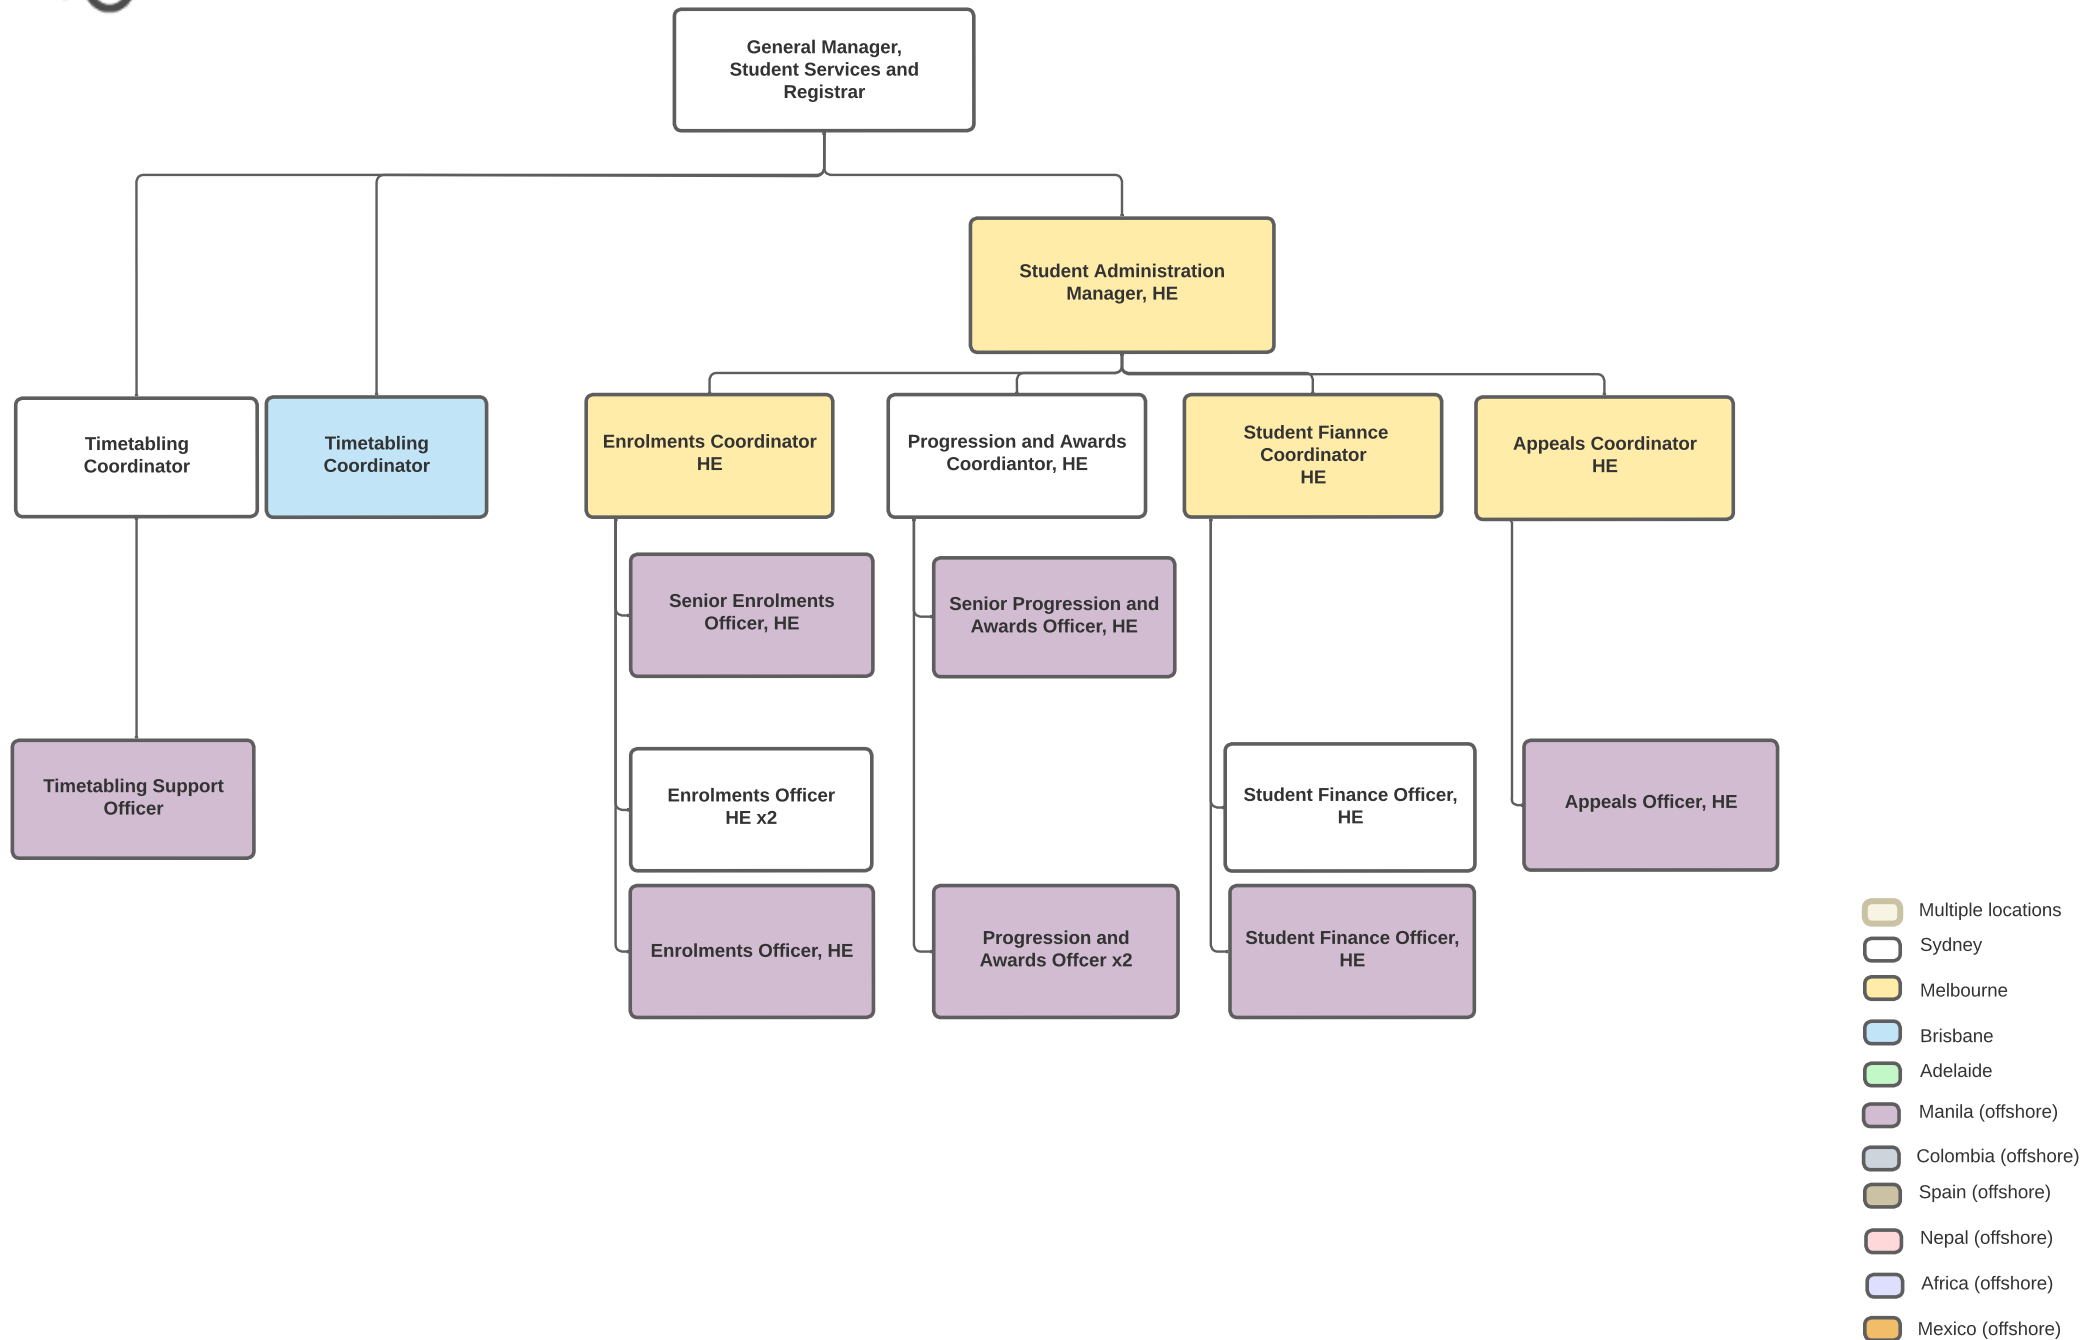 General Manager,
Student Services and
Registrar
Student Administration
Manager, HE
Timetabling
Coordinator
Timetabling
Coordinator
Enrolments Coordinator
HE
Progression and Awards
Coordiantor, HE
Student Fiannce
Coordinator
HE
Appeals Coordinator
HE
Senior Enrolments
Officer, HE
Senior Progression and
Awards Officer, HE
Timetabling Support
Officer
Enrolments Officer
HE x2
Student Finance Officer,
HE
Appeals Officer, HE
Enrolments Officer, HE
Progression and
Awards Offcer x2
Student Finance Officer,
HE
Multiple locations
Sydney
Melbourne
Brisbane
Adelaide
Manila (offshore)
Colombia (offshore)
Spain (offshore)
Nepal (offshore)
Africa (offshore)
Mexico (offshore)